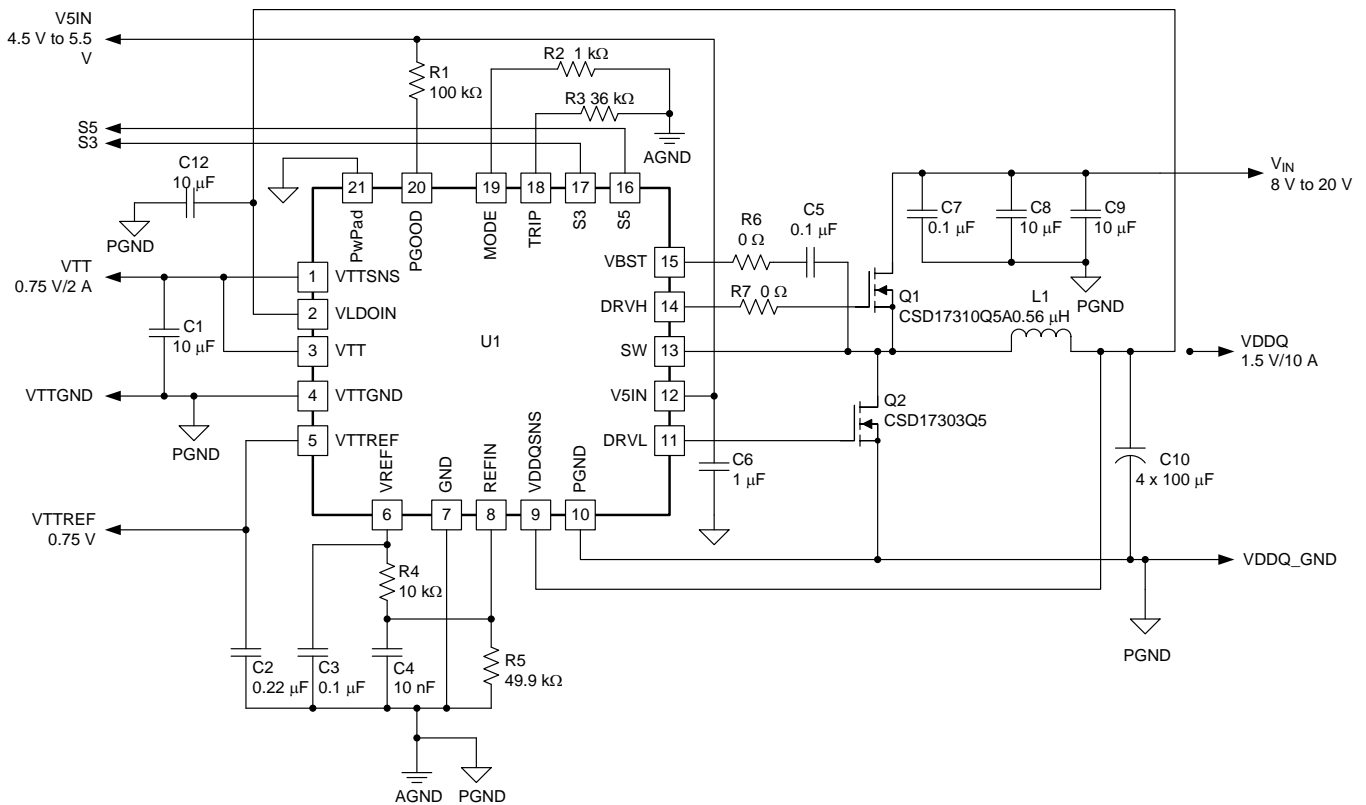 V5IN
4.5 V to 5.5
V
R1
100 kΩ
R2 1 kΩ
R3 36 kΩ
AGND
S5
S3
C12
10 μF
PGND
VTT
0.75 V/2 A
C1
10 μF
VTTGND
PGND
VTTREF
0.75 V
21
20
19
18
17
16
PwPad
PGOOD
MODE
TRIP
S3
S5
1
VTTSNS
2
VLDOIN
3
VTT
4
VTTGND
5
VTTREF
U1
VBST
15
DRVH
14
SW
13
V5IN
12
DRVL
11
VREF
GND
REFIN
VDDQSNS
PGND
6
7
8
9
10
R6
0 Ω
C5
0.1 μF
R7 0 Ω
Q1
CSD17310Q5A
L1
0.56 μH
VIN
8 V to 20 V
C7
0.1 μF
C8
10 μF
C9
10 μF
PGND
VDDQ
1.5 V/10 A
Q2
CSD17303Q5
C6
1 μF
C10
4 x 100 μF
VDDQ_GND
PGND
R4
10 kΩ
C2
0.22 μF
C3
0.1 μF
C4
10 nF
R5
49.9 kΩ
AGND
PGND